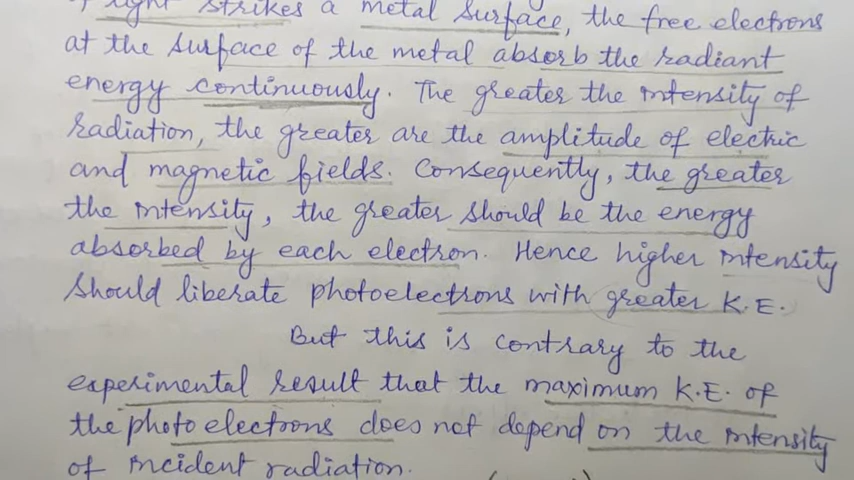 of light strikes a metal surface, the free electrons
at the surface of the metal absorb the radiant
energy continuously. The greater the intensity of
radiation, the greater are the amplitude of electric
and magnetic fields. Consequently, the greater
the intensity, the greater should be the energy
absorbed by each electron. Hence higher intensity
should liberate photoelectrons with greater K.E.
But this is contrary to the
experimental result that the maximum K.E. of
the photo electrons does not depend on the intensity
of incident radiation.